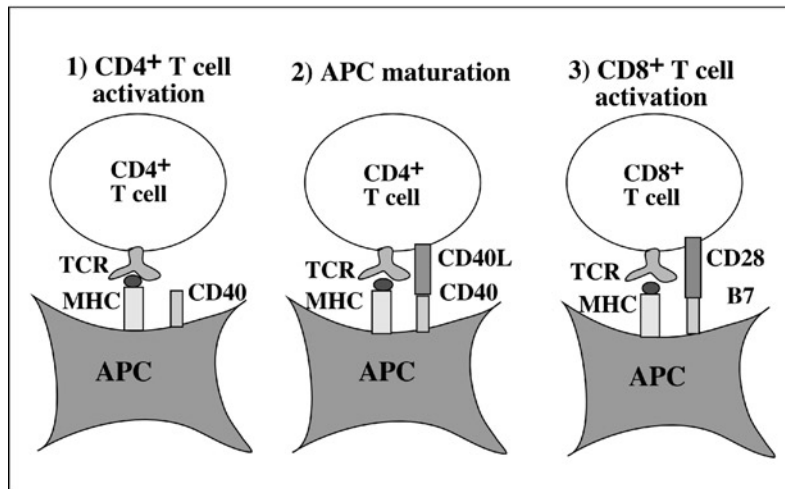 1) CD4+ T cell
activation
CD4+
T cell
TCR
MHC
CD40
APC
2) APC maturation
CD4+
T cell
TCR
CD40L
MHC
CD40
APC
3) CD8+ T cell
activation
CD8+
T cell
TCR
CD28
MHC
B7
APC